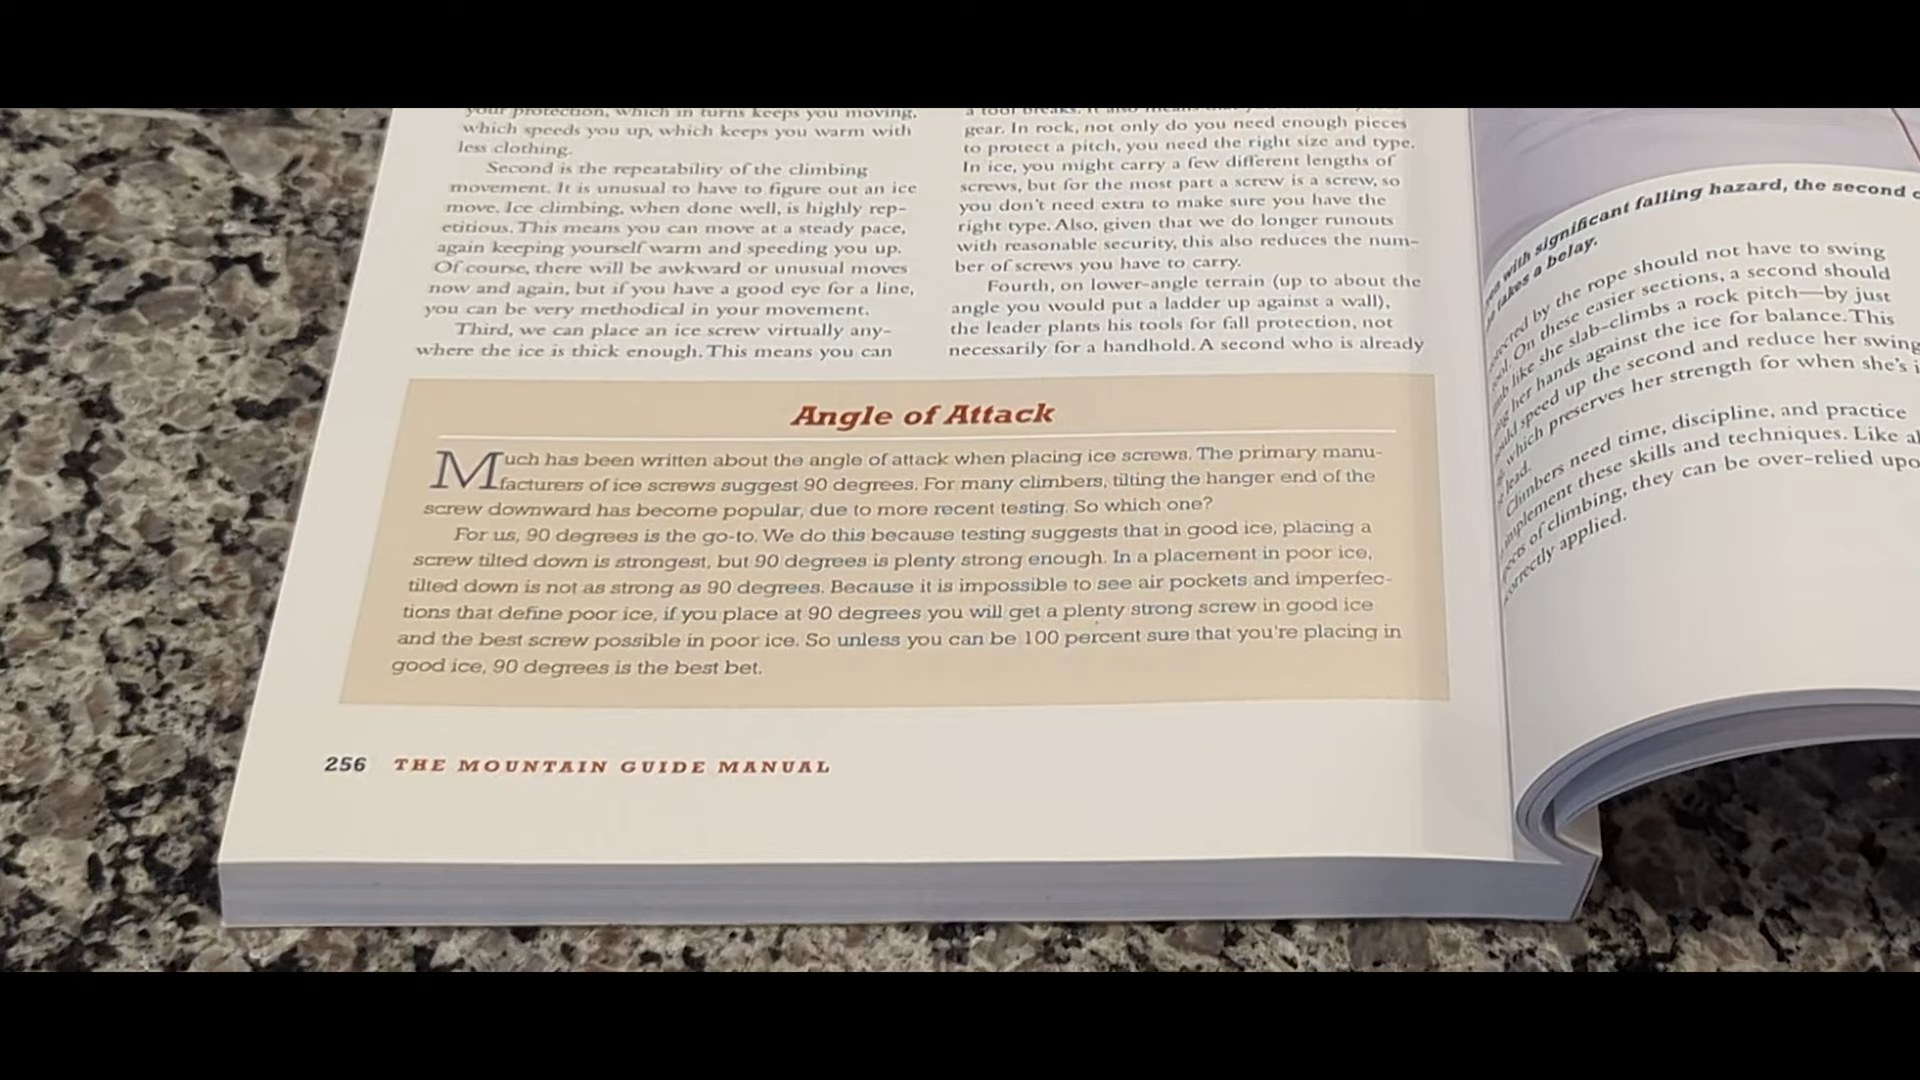 your protection, which in turns keeps you moving,
which speeds you up, which keeps you warm with
less clothing.
Second is the repeatability of the climbing
movement. It is unusual to have to figure out an ice
move. Ice climbing, when done well, is highly rep-
etitious. This means you can move at a steady pace,
again keeping yourself warm and speeding you up.
Of course, there will be awkward or unusual moves
now and again, but if you have a good eye for a line,
you can be very methodical in your movement.
Third, we can place an ice screw virtually any-
where the ice is thick enough. This means you can
a tool breaks. It also means that
gear. In rock, not only do you need enough pieces
to protect a pitch, you need the right size and type.
In ice, you might carry a few different lengths of
screws, but for the most part a screw is a screw, so
you don't need extra to make sure you have the
right type. Also, given that we do longer runouts
with reasonable security, this also reduces the num-
ber of screws you have to carry.
Fourth, on lower-angle terrain (up to about the
angle you would put a ladder up against a wall),
the leader plants his tools for fall protection, not
necessarily for a handhold. A second who is already
Angle of Attack
Much has been written about the angle of attack when placing ice screws. The primary manu-
facturers of ice screws suggest 90 degrees. For many climbers, tilting the hanger end of the
screw downward has become popular, due to more recent testing. So which one?
For us, 90 degrees is the go-to. We do this because testing suggests that in good ice, placing a
screw tilted down is strongest, but 90 degrees is plenty strong enough. In a placement in poor ice,
tilted down is not as strong as 90 degrees. Because it is impossible to see air pockets and imperfec-
tions that define poor ice, if you place at 90 degrees you will get a plenty strong screw in good ice
and the best screw possible in poor ice. So unless you can be 100 percent sure that you're placing in
good ice, 90 degrees is the best bet.
256 THE MOUNTAIN GUIDE MANUAL
with significant falling hazard, the second
takes a belay.
by the rope should not have to swing
On these easier sections, a second should
like she slab-climbs a rock pitch—by just
her hands against the ice for balance. This
speed up the second and reduce her swing
which preserves her strength for when she's
lead.
Climbers need time, discipline, and practice
implement these skills and techniques. Like
of climbing, they can be over-relied
correctly applied.